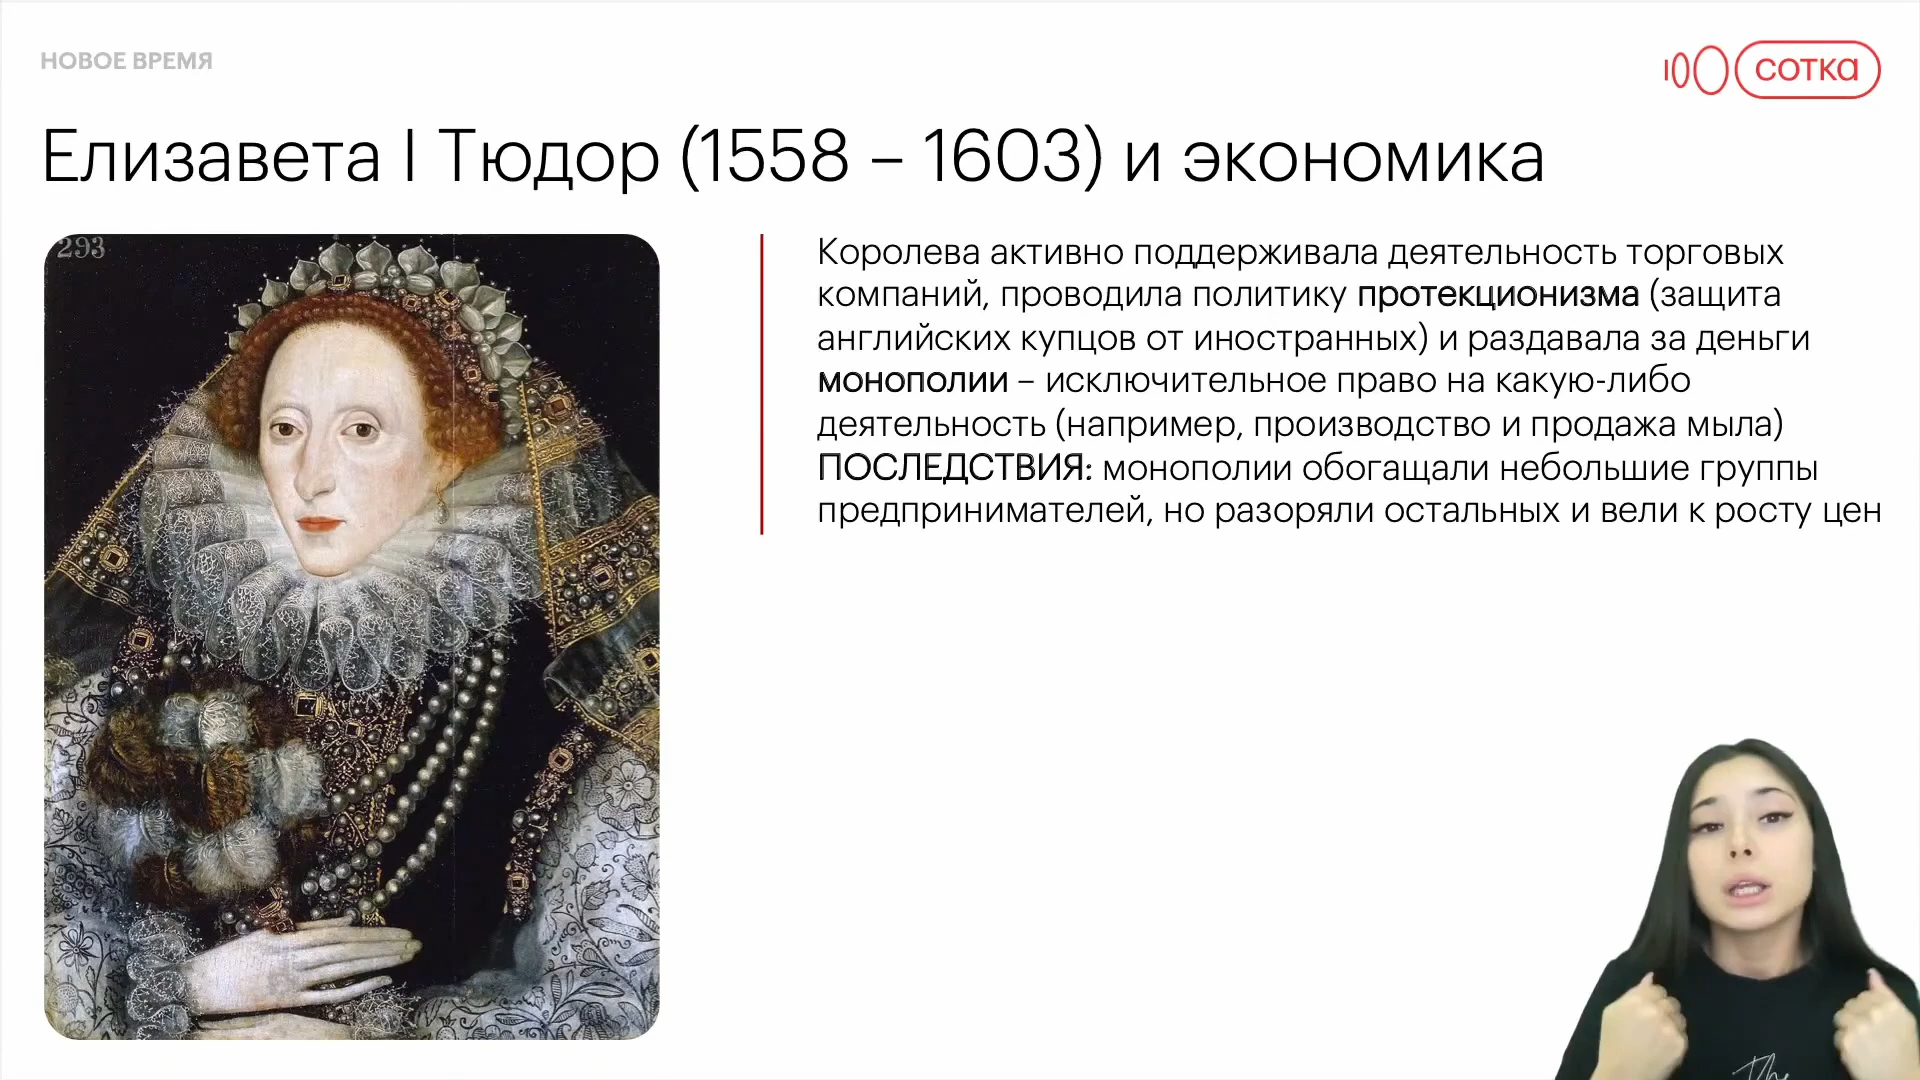 НОВОЕ ВРЕМЯ
100 сотка
Елизавета I Тюдор (1558 – 1603) и экономика
293
Королева активно поддерживала деятельность торговых
компаний, проводила политику протекционизма (защита
английских купцов от иностранных) и раздавала за деньги
монополии – исключительное право на какую-либо
деятельность (например, производство и продажа мыла)
ПОСЛЕДСТВИЯ: монополии обогащали небольшие группы
предпринимателей, но разоряли остальных и вели к росту цен
The